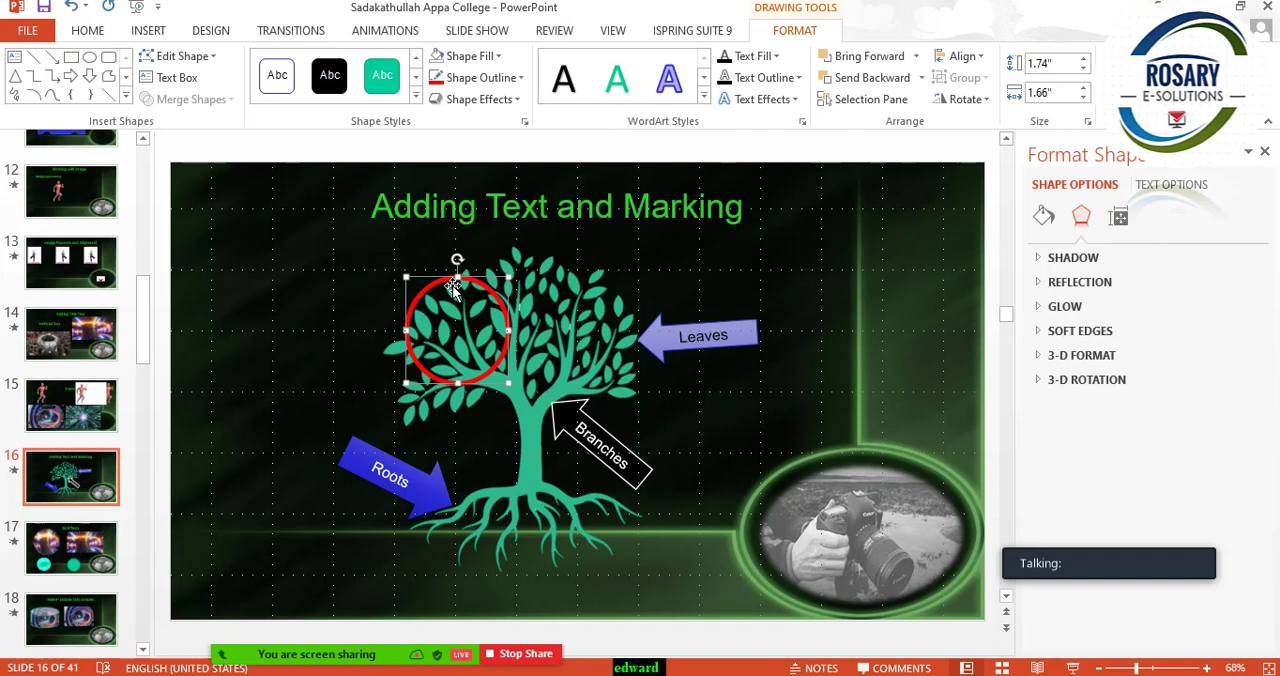 Sadakathullah Appa College - PowerPoint
DRAWING TOOLS
FILE HOME INSERT DESIGN TRANSITIONS ANIMATIONS SLIDE SHOW REVIEW VIEW ISPRING SUITE 9 FORMAT
Edit Shape
Text Box
Merge Shapes
Insert Shapes
Abc Abc Abc
Shape Fill
Shape Outline
Shape Effects
Shape Styles
A A A
Text Fill
Text Outline
Text Effects
WordArt Styles
Bring Forward
Send Backward
Selection Pane
Align
Group
Rotate
Arrange
1.74"
1.66"
Size
ROSARY
E-SOLUTIONS
12
13
14
15
16
17
18
Adding Text and Marking
Leaves
Branches
Roots
Format Shap
SHAPE OPTIONS TEXT OPTIONS
SHADOW
REFLECTION
GLOW
SOFT EDGES
3-D FORMAT
3-D ROTATION
Talking:
You are screen sharing LIVE Stop Share
SLIDE 16 OF 41 ENGLISH (UNITED STATES) edward NOTES COMMENTS 68%